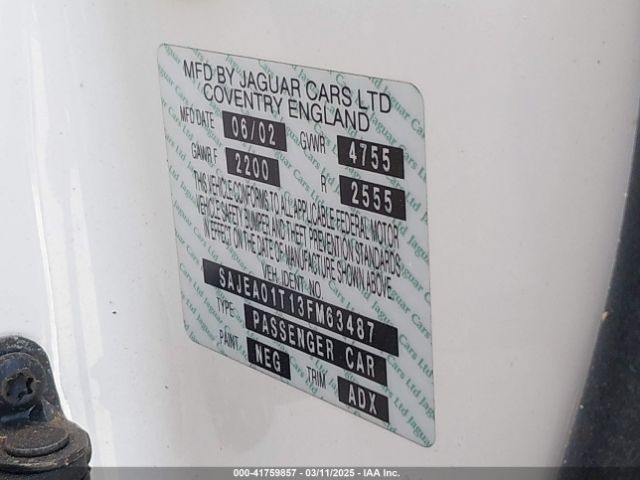 MFD BY JAGUAR CARS LTD
COVENTRY ENGLAND
MFD DATE 06/02 GVWR 4755
GAWR,F 2200 R 2555
THIS VEHICLE CONFORMS TO ALL APPLICABLE FEDERAL MOTOR
VEHICLE SAFETY BUMPER AND THEFT PREVENTION STANDARDS
IN EFFECT ON THE DATE OF MANUFACTURE SHOWN ABOVE.
VEH. IDENT NO.
SAJEA01T13FM63487
TYPE PASSENGER CAR
PAINT NEG TRIM ADX
000-41759857 | 03/11/2025 | IAA Inc.